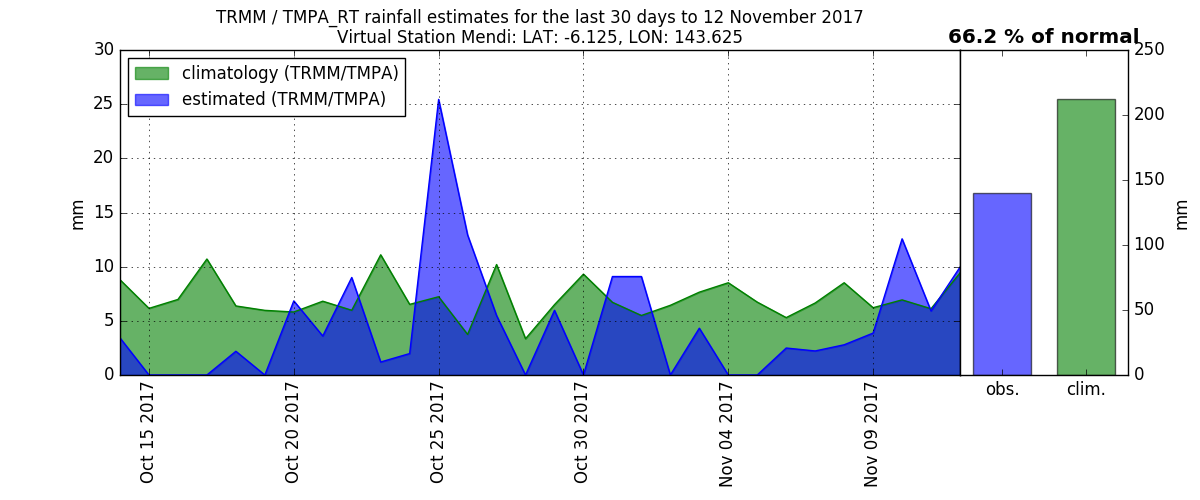 TRMM / TMPA_RT rainfall estimates for the last 30 days to 12 November 2017
Virtual Station Mendi: LAT: -6.125, LON: 143.625
66.2 % of normal
climatology (TRMM/TMPA)
estimated (TRMM/TMPA)
mm
30
25
20
15
10
5
0
Oct 15 2017
Oct 20 2017
Oct 25 2017
Oct 30 2017
Nov 04 2017
Nov 09 2017
obs.
clim.
250
200
150
100
50
0
mm